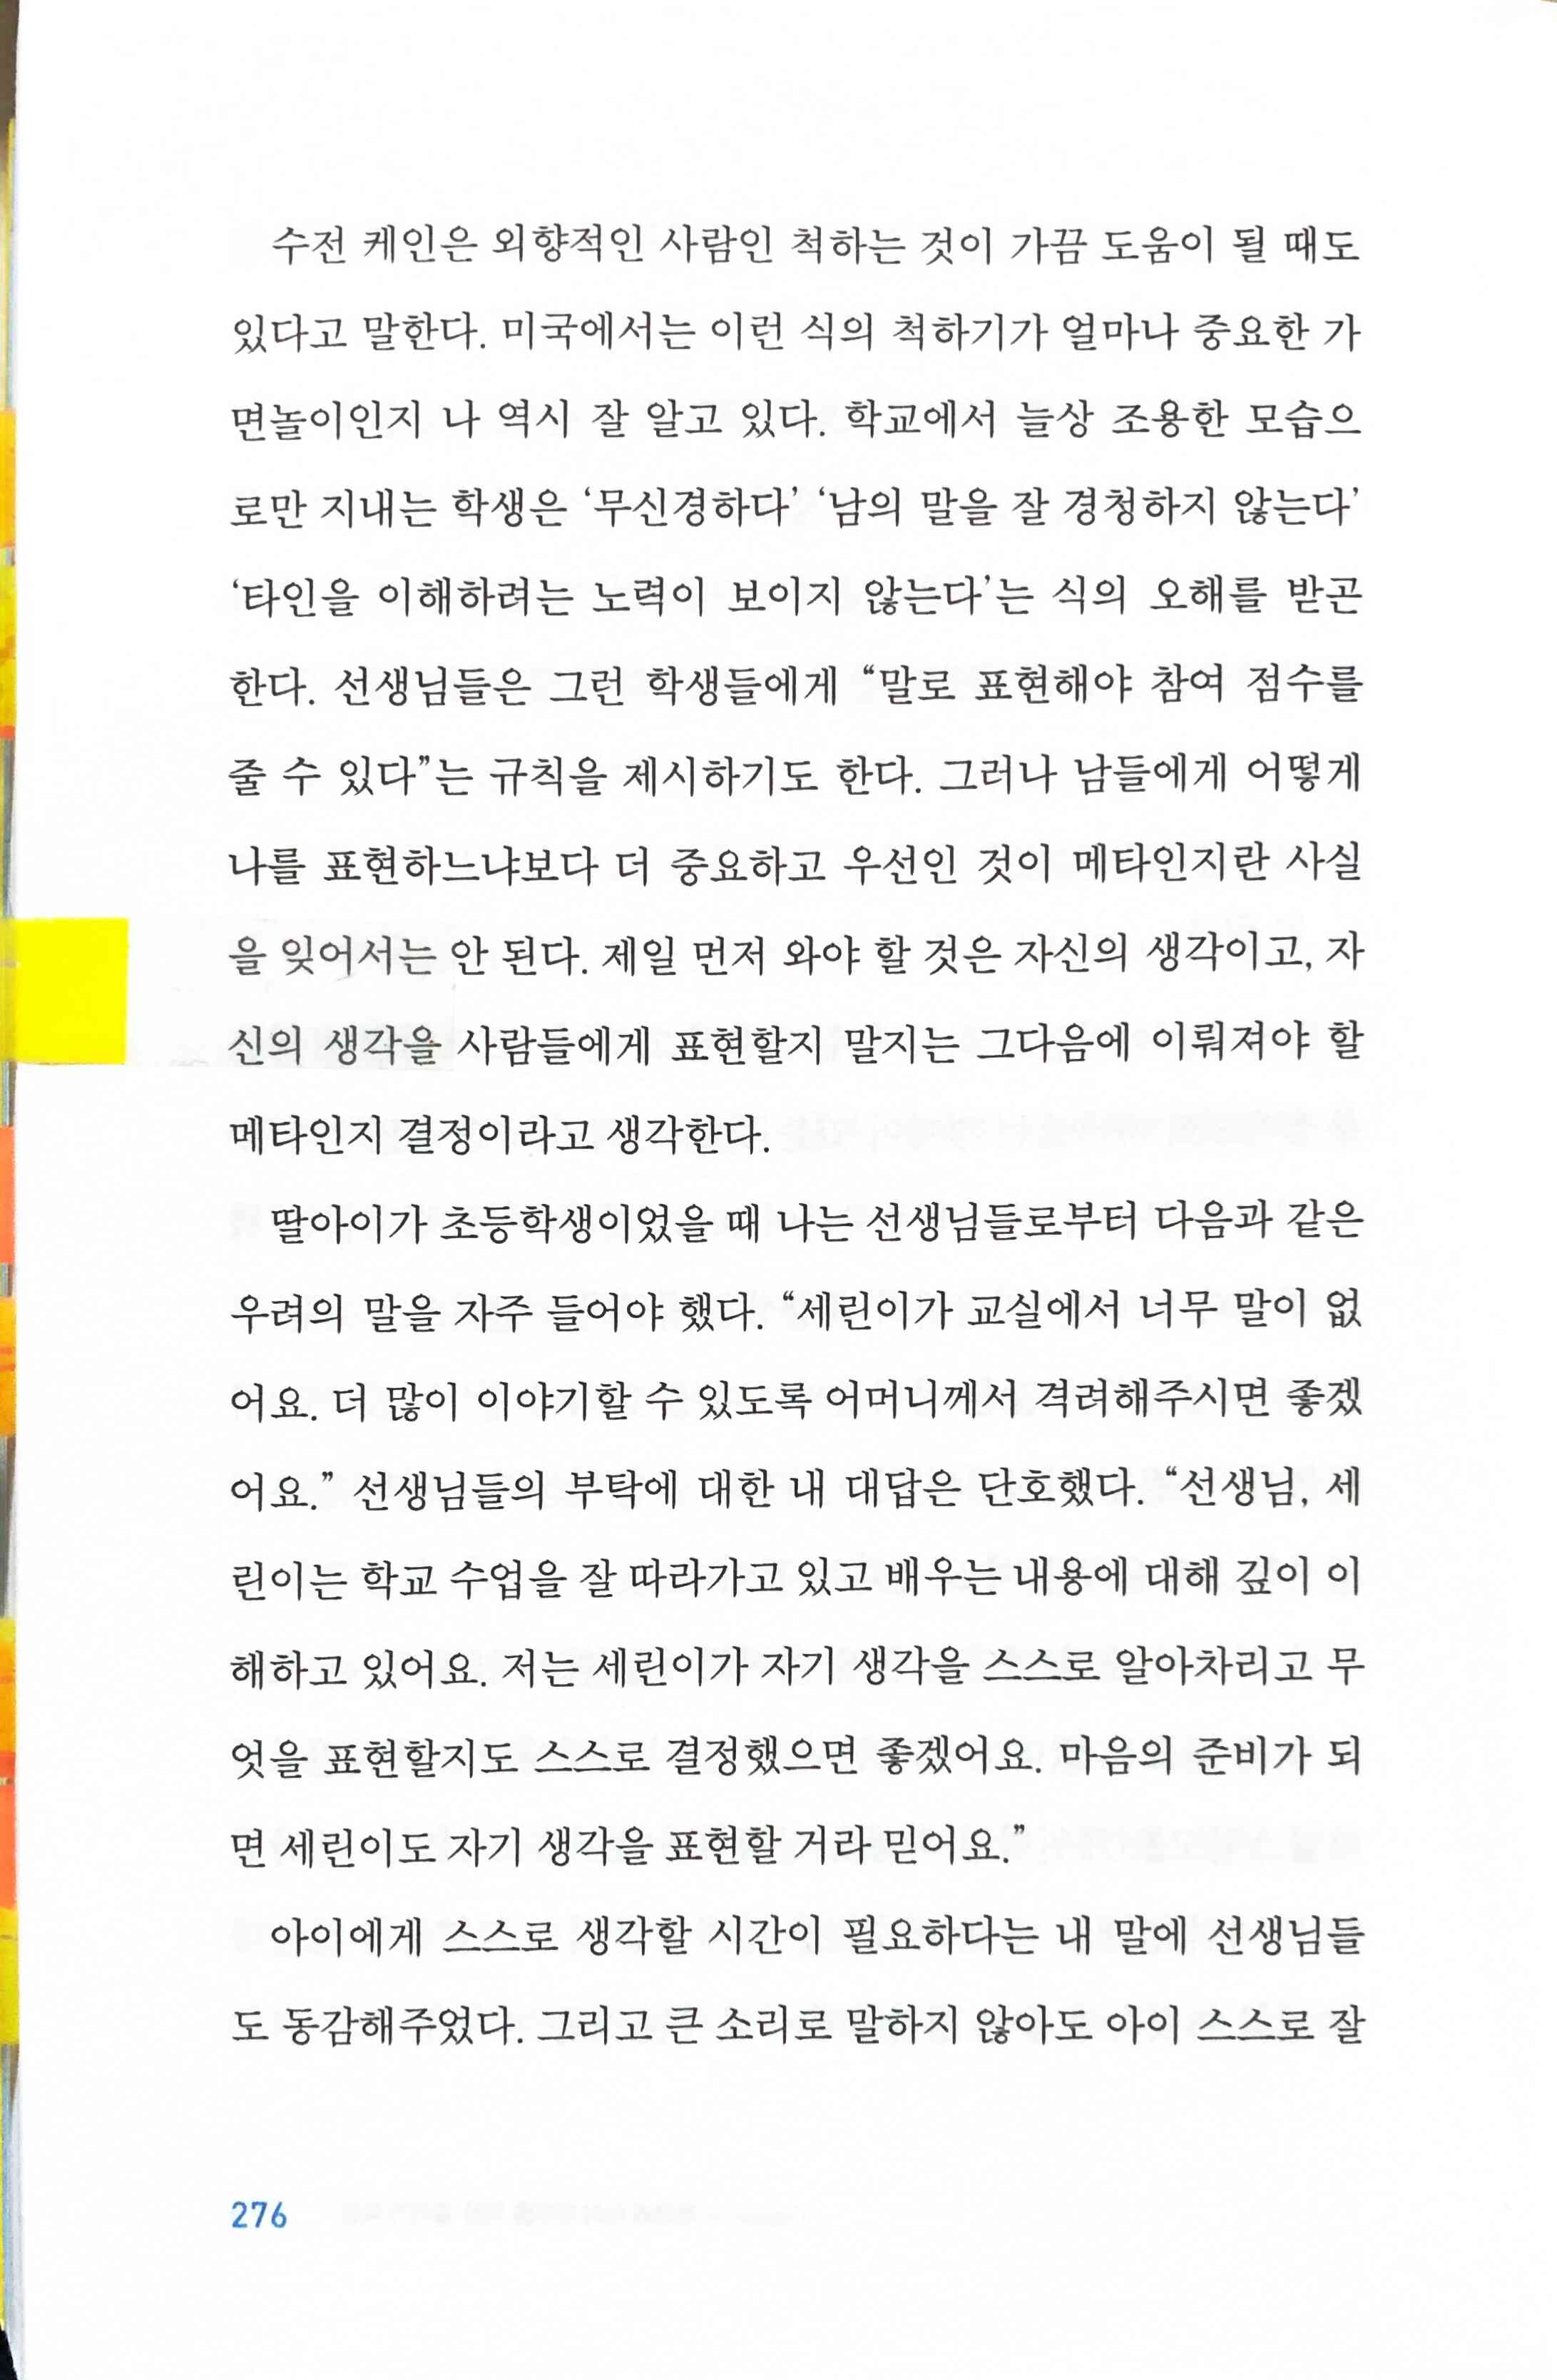 수전 케인은 외향적인 사람인 척하는 것이 가끔 도움이 될 때도
있다고 말한다. 미국에서는 이런 식의 척하기가 얼마나 중요한 가
면놀이인지 나 역시 잘 알고 있다. 학교에서 늘상 조용한 모습으
로만 지내는 학생은 ‘무신경하다’ ‘남의 말을 잘 경청하지 않는다’
‘타인을 이해하려는 노력이 보이지 않는다’는 식의 오해를 받곤
한다. 선생님들은 그런 학생들에게 “말로 표현해야 참여 점수를
줄 수 있다”는 규칙을 제시하기도 한다. 그러나 남들에게 어떻게
나를 표현하느냐보다 더 중요하고 우선인 것이 메타인지란 사실
을 잊어서는 안 된다. 제일 먼저 와야 할 것은 자신의 생각이고, 자
신의 생각을 사람들에게 표현할지 말지는 그다음에 이뤄져야 할
메타인지 결정이라고 생각한다.
딸아이가 초등학생이었을 때 나는 선생님들로부터 다음과 같은
우려의 말을 자주 들어야 했다. “세린이가 교실에서 너무 말이 없
어요. 더 많이 이야기할 수 있도록 어머니께서 격려해주시면 좋겠
어요.” 선생님들의 부탁에 대한 내 대답은 단호했다. “선생님, 세
린이는 학교 수업을 잘 따라가고 있고 배우는 내용에 대해 깊이 이
해하고 있어요. 저는 세린이가 자기 생각을 스스로 알아차리고 무
엇을 표현할지도 스스로 결정했으면 좋겠어요. 마음의 준비가 되
면 세린이도 자기 생각을 표현할 거라 믿어요.”
아이에게 스스로 생각할 시간이 필요하다는 내 말에 선생님들
도 동감해주었다. 그리고 큰 소리로 말하지 않아도 아이 스스로 잘
276